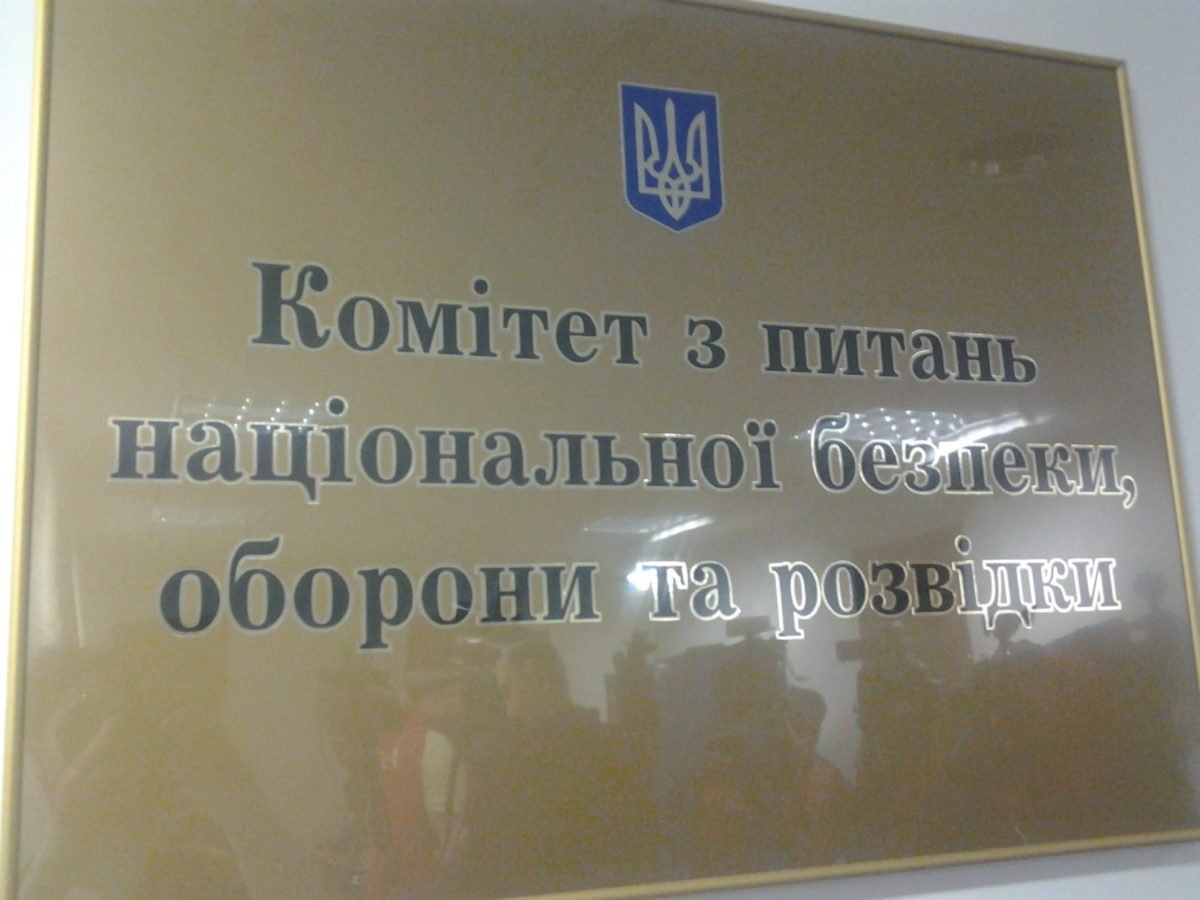 Комітет з питань
національної безпеки,
оборони та розвідки